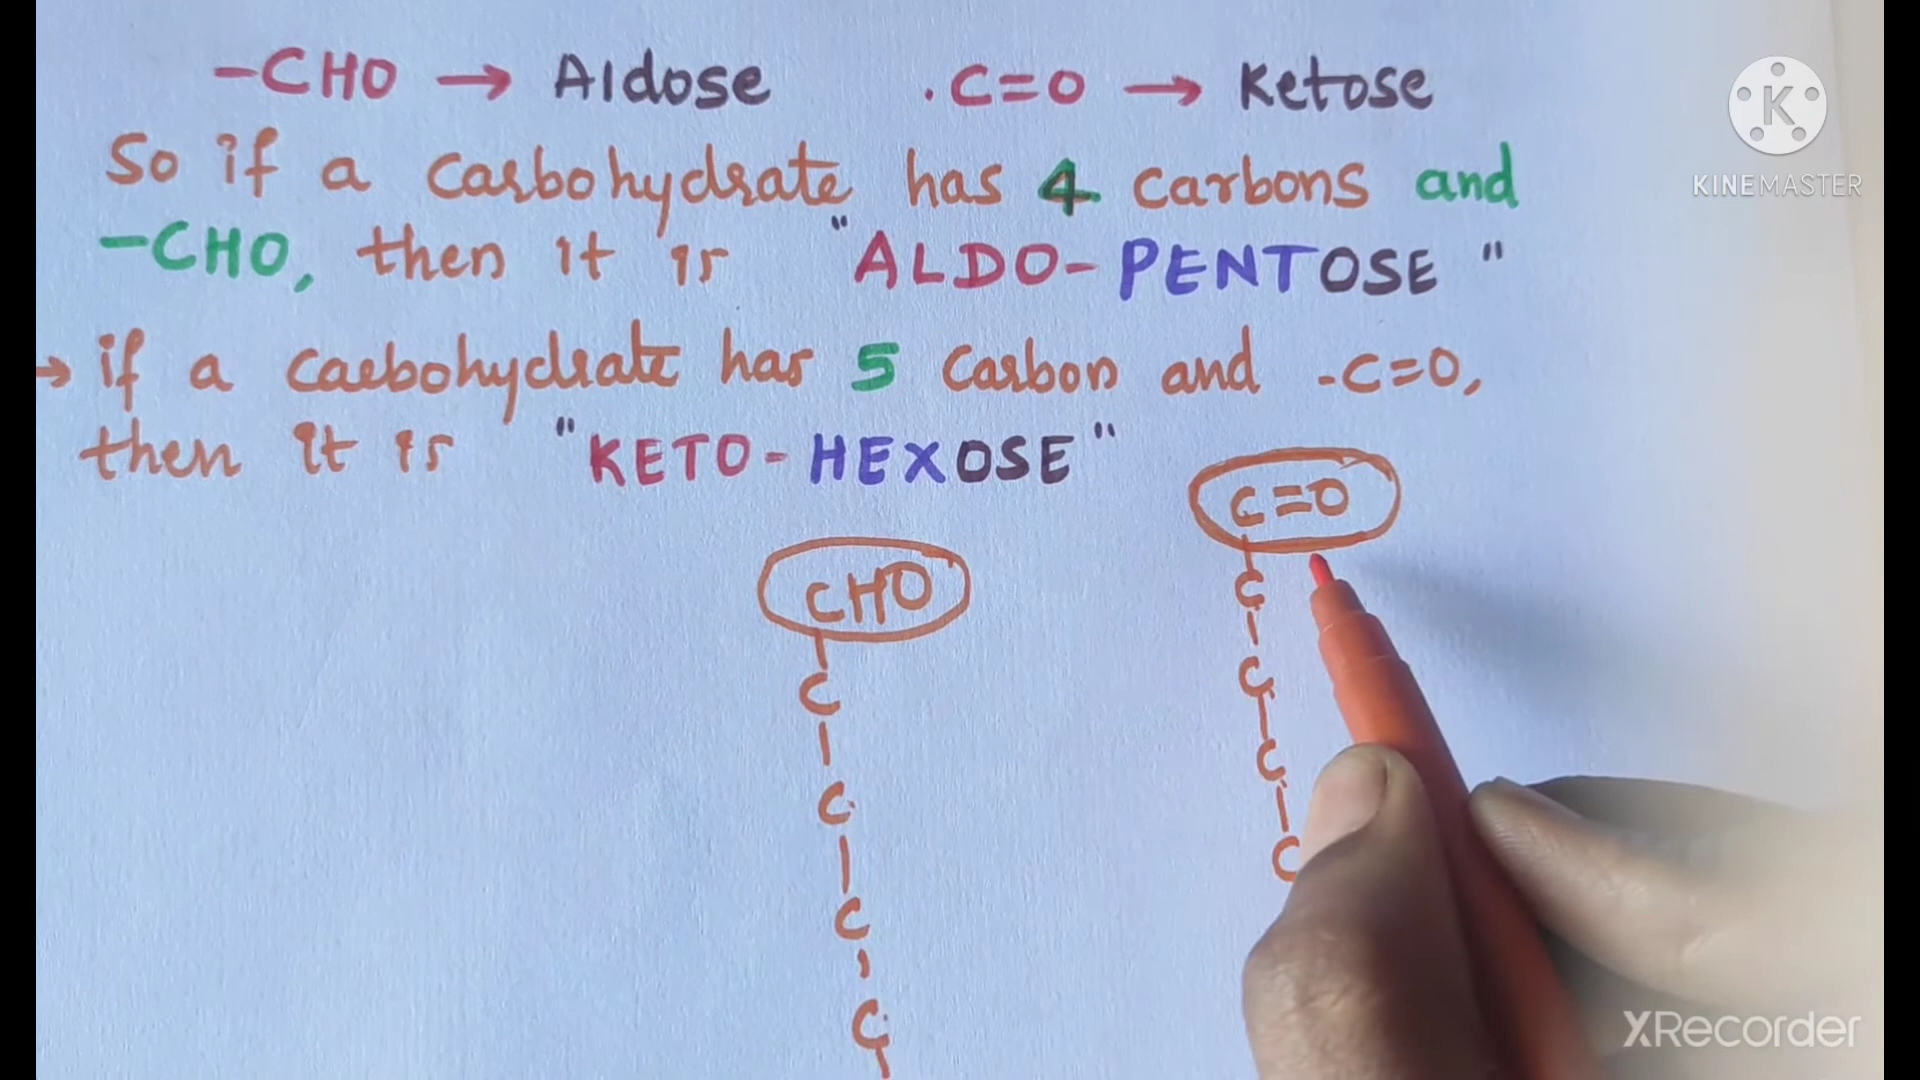 -CHO → Aldose .C=O → Ketose
K
KINEMASTER
So if a carbohydrate has 4 carbons and
-CHO, then it is "ALDO-PENTOSE"
→ if a carbohydrate has 5 carbon and -C=O,
then it is "KETO-HEXOSE"
C=O
CHO
C
C
C
C
C
C
C
C
XRecorder